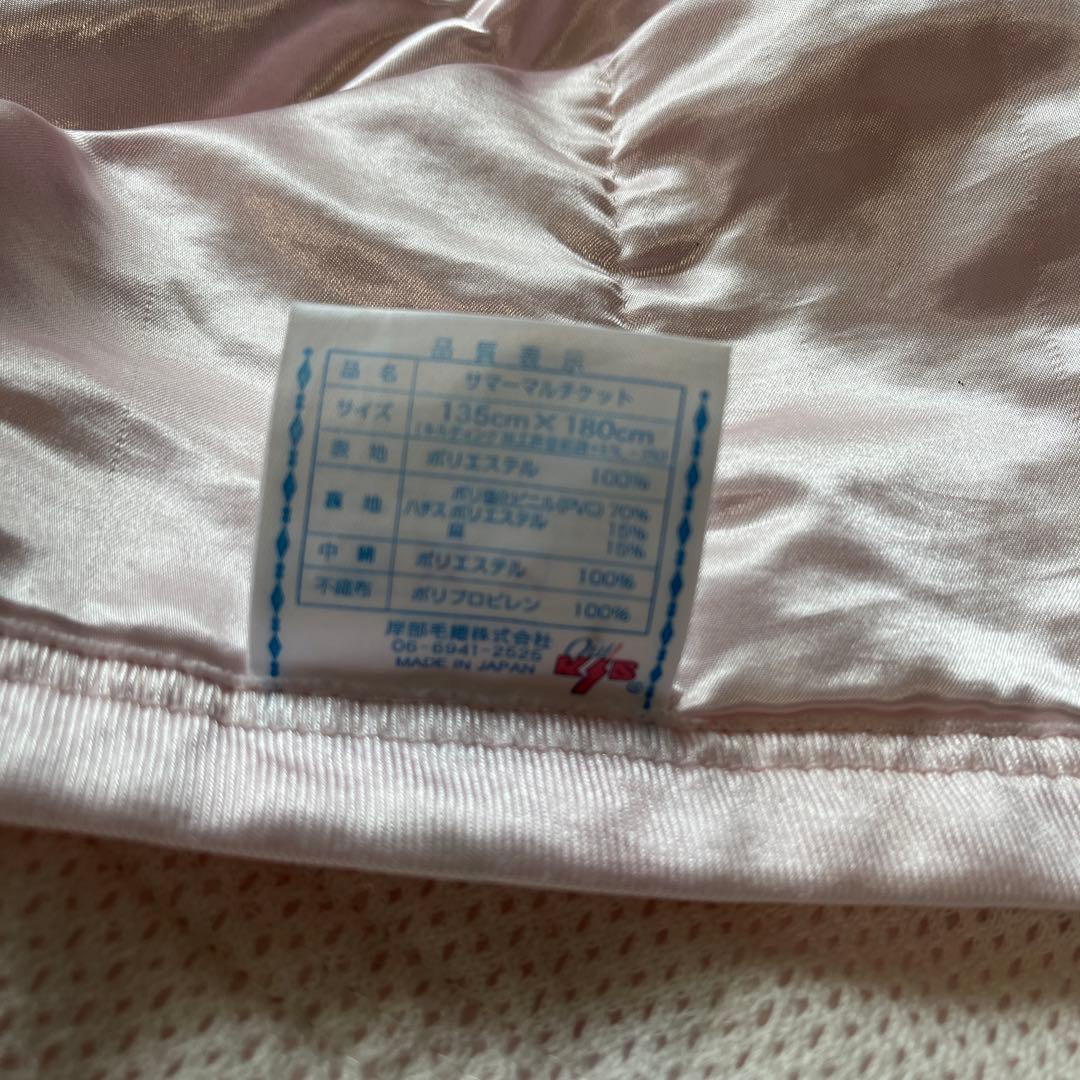 品質表示
品名 サマーマルチケット
サイズ 135cm×180cm
表地 ポリエステル 100%
裏地 ポリ塩化ビニル(PVC) 70%
ハチス ポリエステル 15%
麻 15%
中綿 ポリエステル 100%
不織布 ポリプロピレン 100%
岸部毛織株式会社
06-6941-2525
MADE IN JAPAN